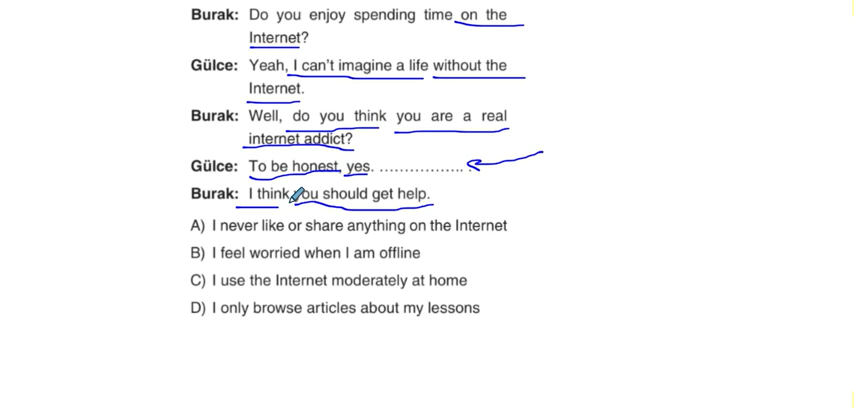 Burak: Do you enjoy spending time on the
Internet?
Gülce: Yeah, I can't imagine a life without the
Internet.
Burak: Well, do you think you are a real
internet addict?
Gülce: To be honest, yes. .................. .
Burak: I think you should get help.
A) I never like or share anything on the Internet
B) I feel worried when I am offline
C) I use the Internet moderately at home
D) I only browse articles about my lessons